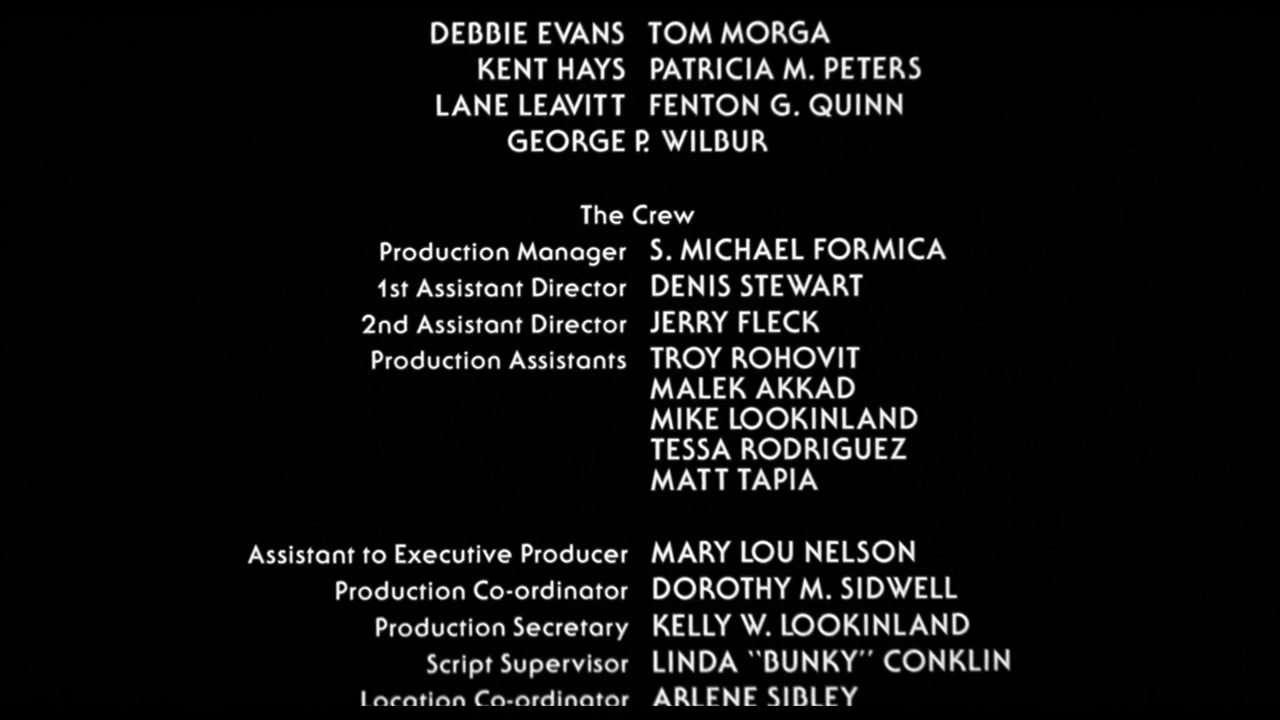 DEBBIE EVANS TOM MORGA
KENT HAYS PATRICIA M. PETERS
LANE LEAVITT FENTON G. QUINN
GEORGE P. WILBUR
The Crew
Production Manager S. MICHAEL FORMICA
1st Assistant Director DENIS STEWART
2nd Assistant Director JERRY FLECK
Production Assistants TROY ROHOVIT
MALEK AKKAD
MIKE LOOKINLAND
TESSA RODRIGUEZ
MATT TAPIA
Assistant to Executive Producer MARY LOU NELSON
Production Co-ordinator DOROTHY M. SIDWELL
Production Secretary KELLY W. LOOKINLAND
Script Supervisor LINDA "BUNKY" CONKLIN
Location Co-ordinator ARLENE SIBLEY